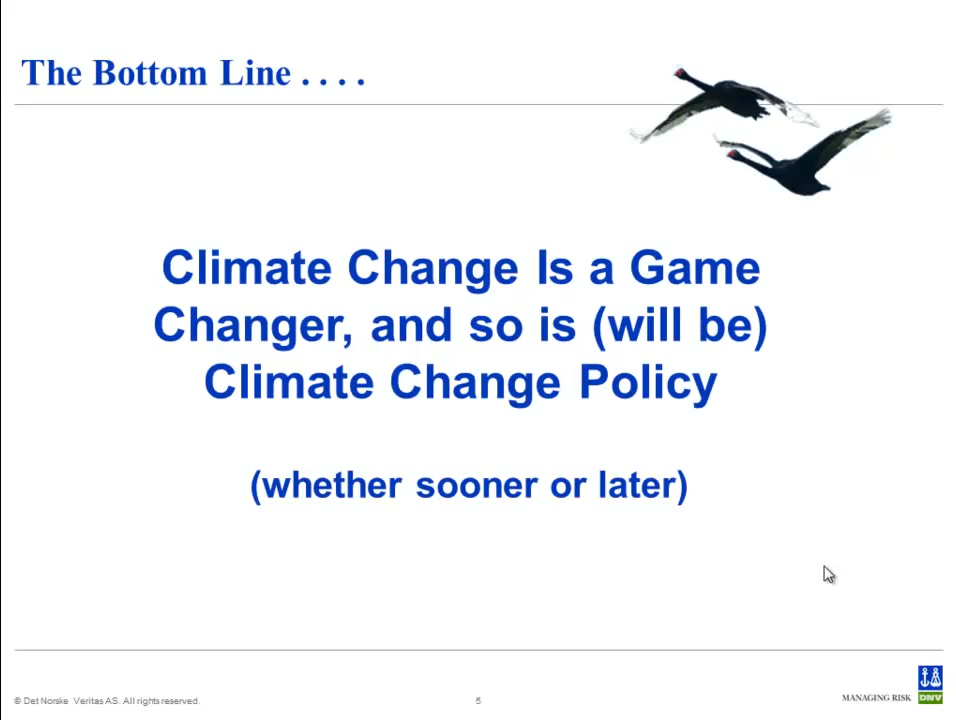 The Bottom Line . . . .
Climate Change Is a Game
Changer, and so is (will be)
Climate Change Policy
(whether sooner or later)
© Det Norske Veritas AS. All rights reserved.
5
MANAGING RISK
DNV